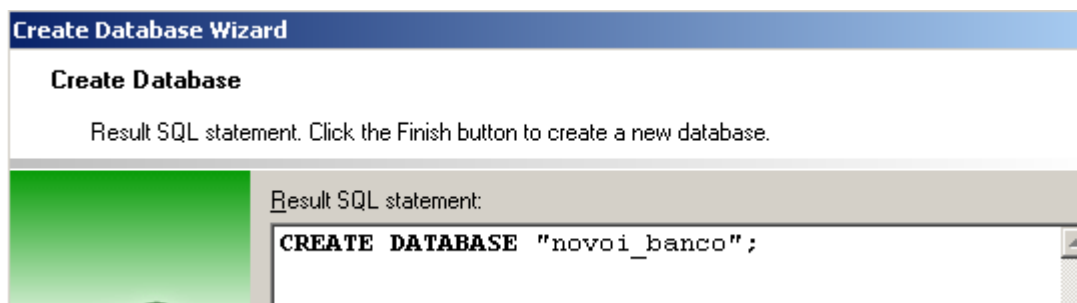 Create Database Wizard
Create Database
Result SQL statement. Click the Finish button to create a new database.
Result SQL statement:
CREATE DATABASE "novoi_banco";